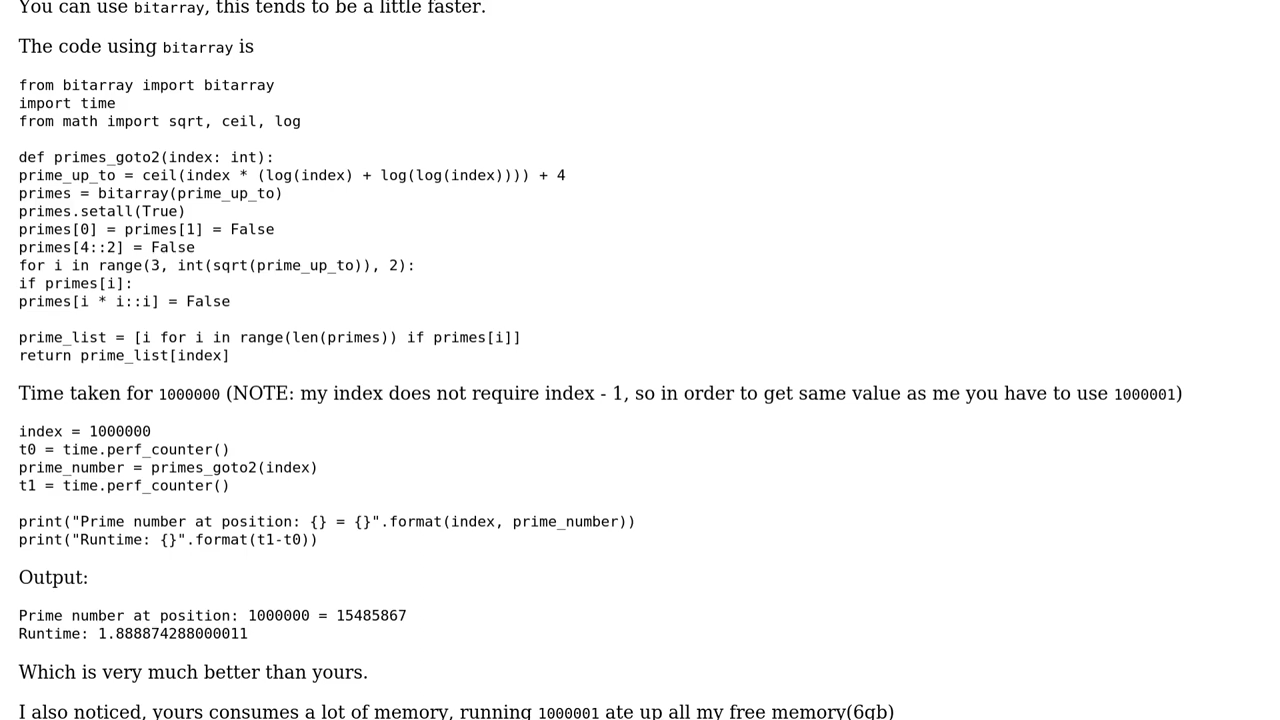 You can use bitarray, this tends to be a little faster.
The code using bitarray is
from bitarray import bitarray
import time
from math import sqrt, ceil, log
def primes_goto2(index: int):
prime_up_to = ceil(index * (log(index) + log(log(index)))) + 4
primes = bitarray(prime_up_to)
primes.setall(True)
primes[0] = primes[1] = False
primes[4::2] = False
for i in range(3, int(sqrt(prime_up_to)), 2):
if primes[i]:
primes[i * i::i] = False
prime_list = [i for i in range(len(primes)) if primes[i]]
return prime_list[index]
Time taken for 1000000 (NOTE: my index does not require index - 1, so in order to get same value as me you have to use 1000001)
index = 1000000
t0 = time.perf_counter()
prime_number = primes_goto2(index)
t1 = time.perf_counter()
print("Prime number at position: {} = {}".format(index, prime_number))
print("Runtime: {}".format(t1-t0))
Output:
Prime number at position: 1000000 = 15485867
Runtime: 1.888874288000011
Which is very much better than yours.
I also noticed, yours consumes a lot of memory, running 1000001 ate up all my free memory(6gb)